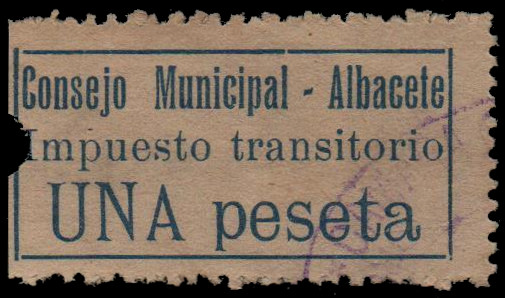 Consejo Municipal - Albacete
Impuesto transitorio
UNA peseta